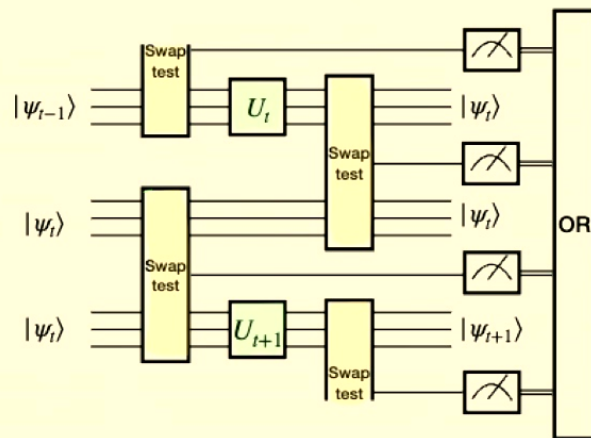 Swap
test
|ψ_{t-1}⟩
U_t
|ψ_t⟩
Swap
test
|ψ_t⟩
|ψ_t⟩
OR
Swap
test
|ψ_t⟩
U_{t+1}
|ψ_{t+1}⟩
Swap
test